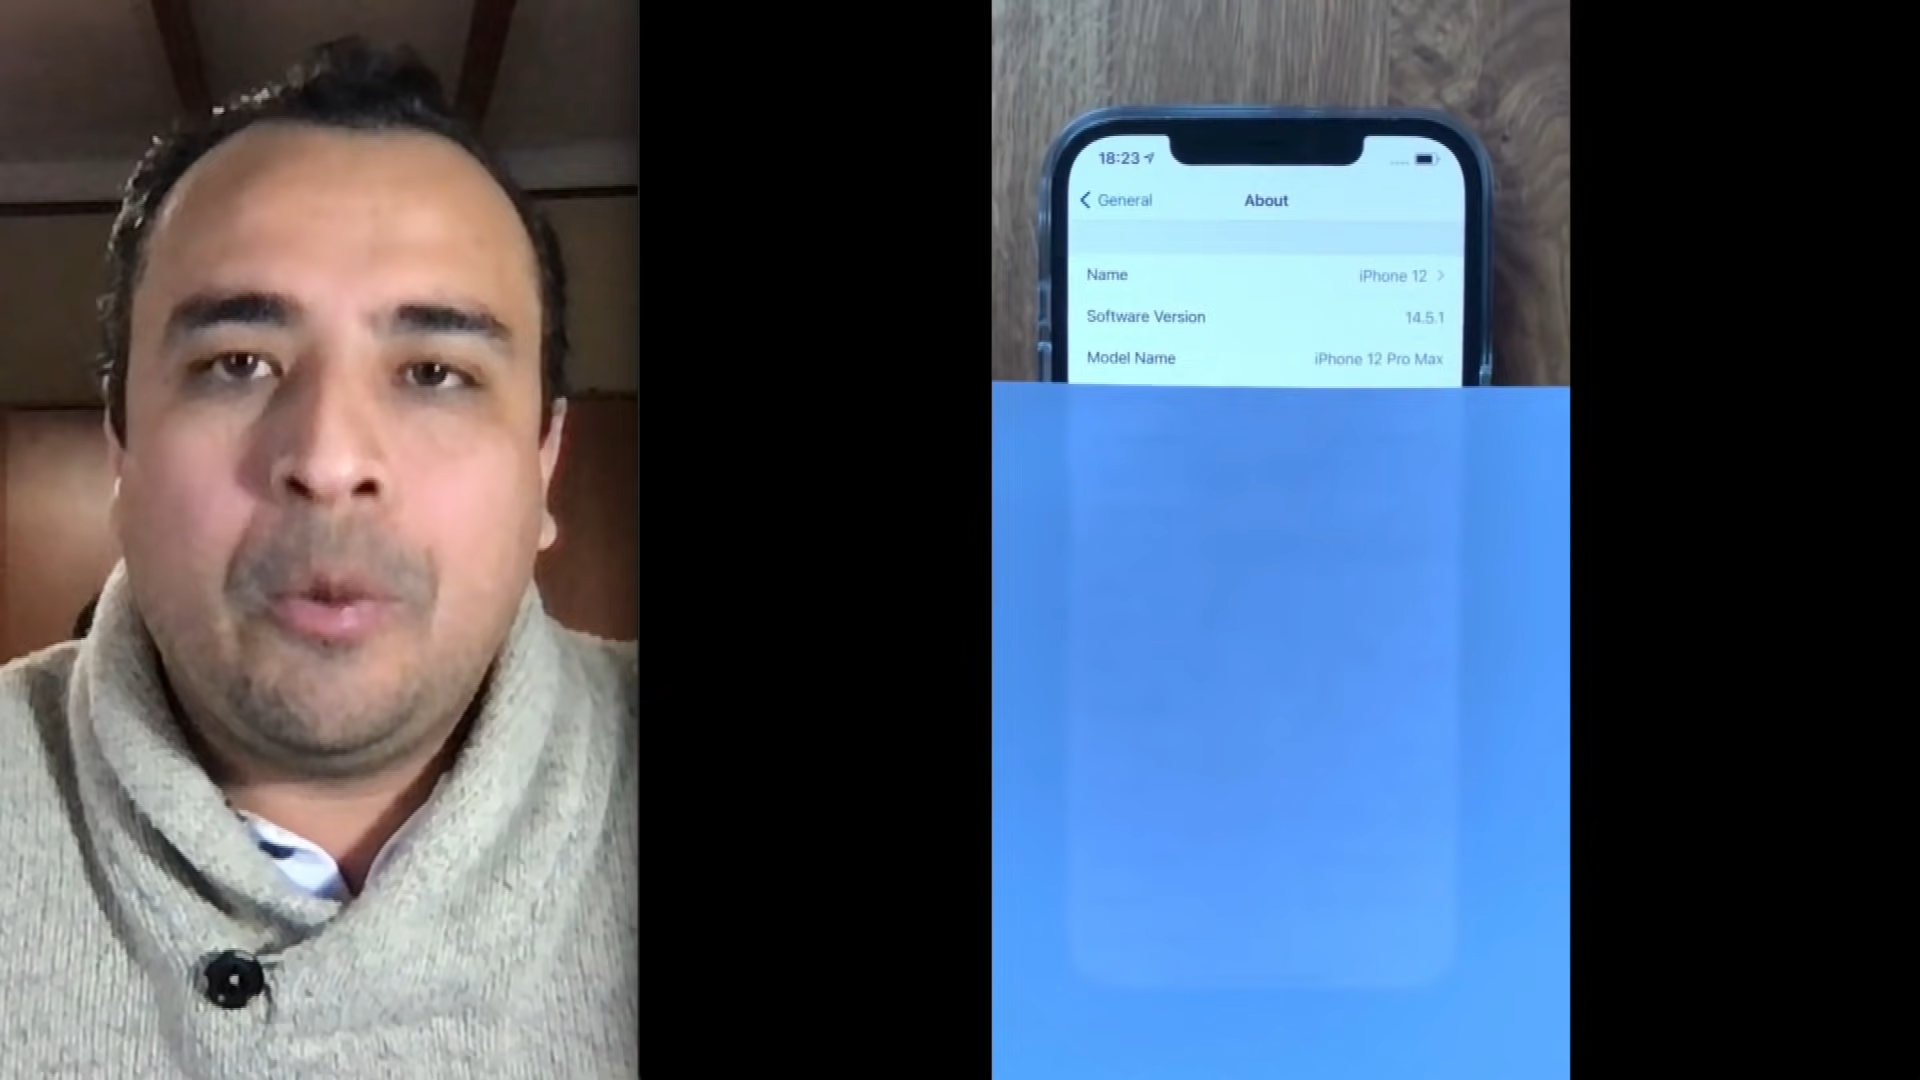 18:23
General
About
Name iPhone 12
Software Version 14.5.1
Model Name iPhone 12 Pro Max